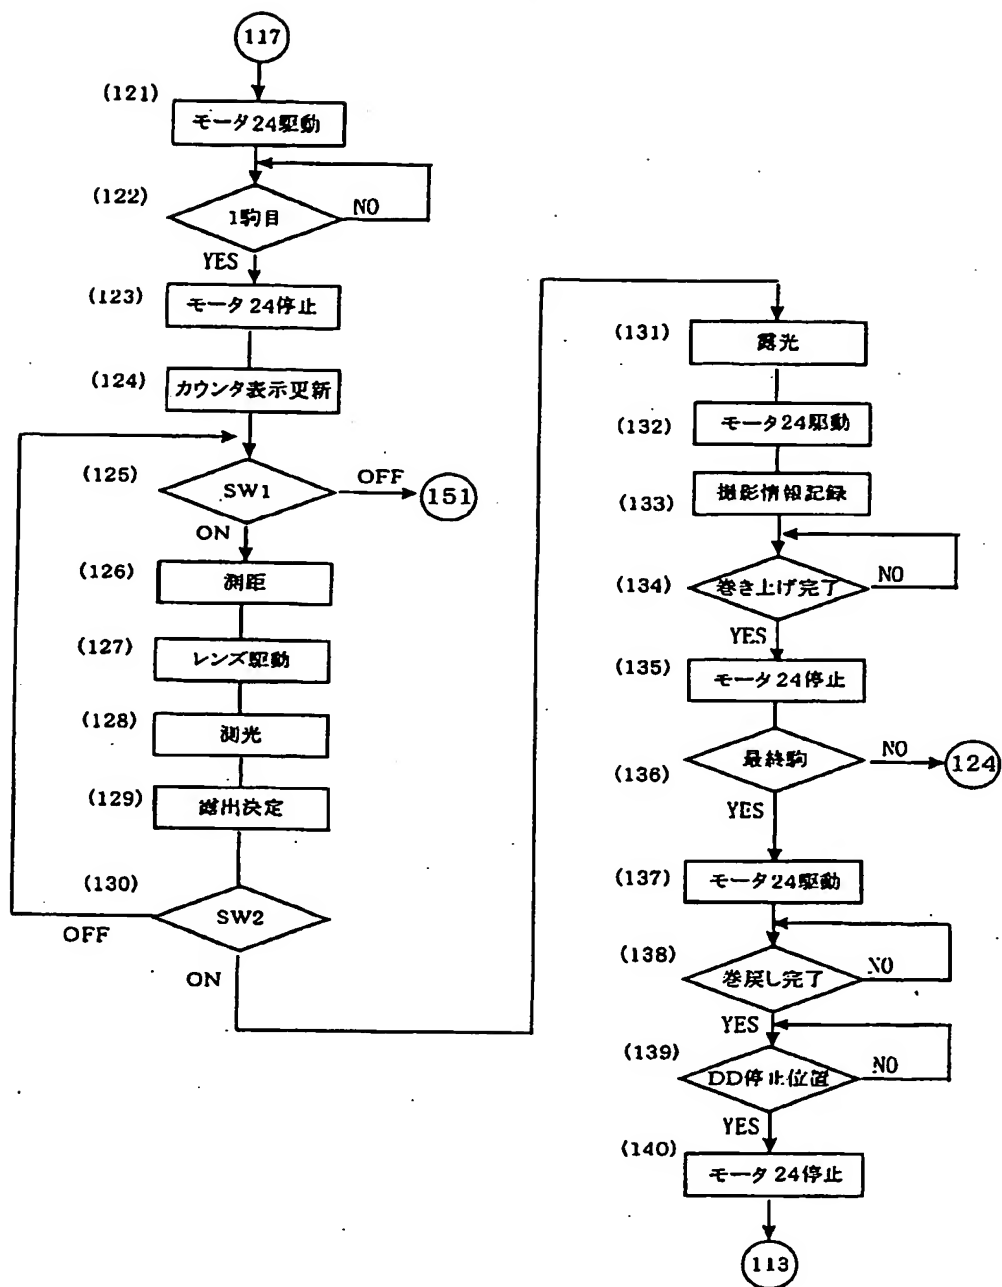 117
(121)
モータ24駆動
(122)
1駒目
NO
YES
(123)
モータ24停止
(124)
カウンタ表示更新
(125)
SW1
OFF
151
ON
(126)
測距
(127)
レンズ駆動
(128)
測光
(129)
露出決定
(130)
SW2
OFF
ON
(131)
露光
(132)
モータ24駆動
(133)
撮影情報記録
(134)
巻き上げ完了
NO
YES
(135)
モータ24停止
(136)
最終駒
NO
124
YES
(137)
モータ24駆動
(138)
巻戻し完了
NO
YES
(139)
DD停止位置
NO
YES
(140)
モータ24停止
113